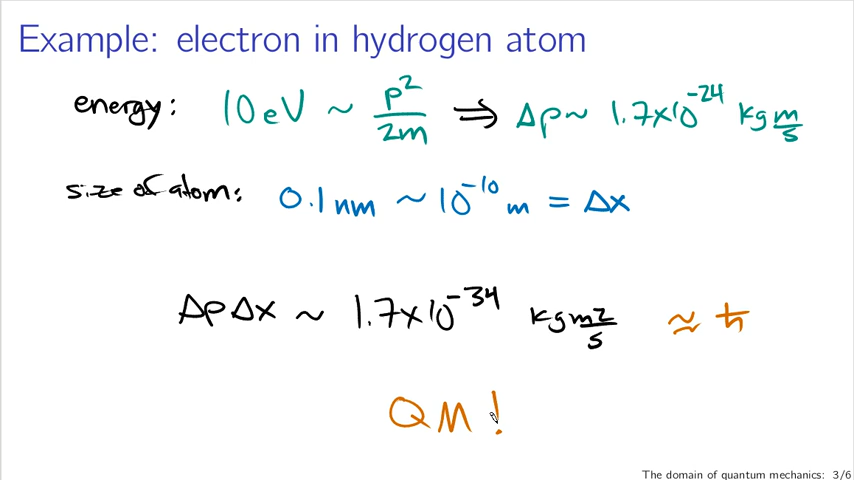 Example: electron in hydrogen atom
energy: 10 eV ~ p²/2m ⇒ Δp ~ 1.7×10⁻²⁴ kg m/s
size of atom: 0.1 nm ~ 10⁻¹⁰ m = Δx
ΔpΔx ~ 1.7×10⁻³⁴ kg m²/s ≈ ħ
QM!
The domain of quantum mechanics: 3/6